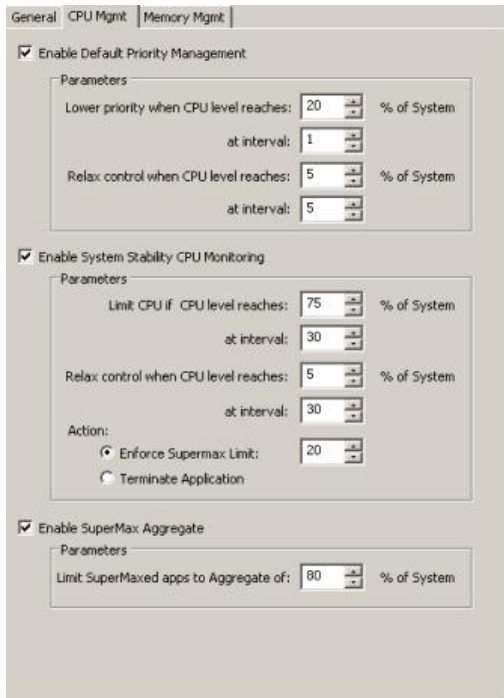 General CPU Mgmt Memory Mgmt
Enable Default Priority Management
Parameters
Lower priority when CPU level reaches: 20 % of System
at interval: 1
Relax control when CPU level reaches: 5 % of System
at interval: 5
Enable System Stability CPU Monitoring
Parameters
Limit CPU if CPU level reaches: 75 % of System
at interval: 30
Relax control when CPU level reaches: 5 % of System
at interval: 30
Action:
Enforce Supermax Limit: 20
Terminate Application
Enable SuperMax Aggregate
Parameters
Limit SuperMaxed apps to Aggregate of: 80 % of System